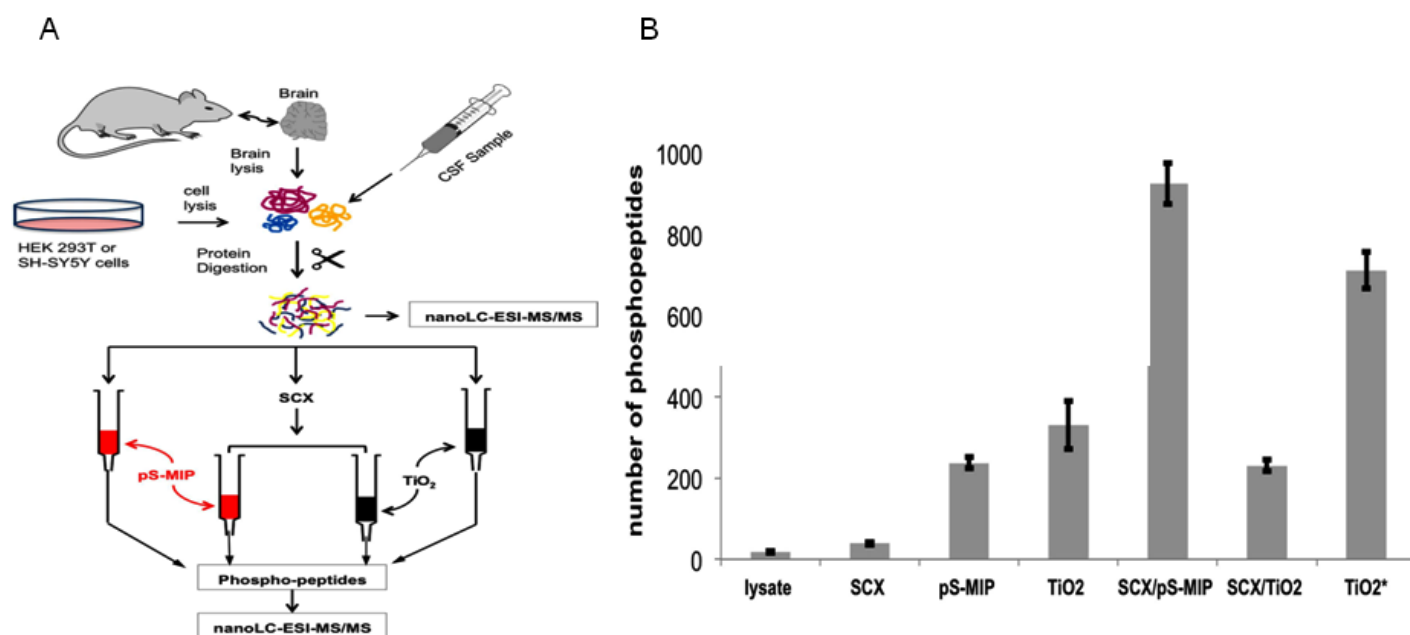 A
Brain
Brain
lysis
CSF Sample
cell
lysis
HEK 293T or
SH-SY5Y cells
Protein
Digestion
nanoLC-ESI-MS/MS
SCX
pS-MIP
TiO₂
Phospho-peptides
nanoLC-ESI-MS/MS
B
number of phosphopeptides
1000
800
600
400
200
0
lysate SCX pS-MIP TiO2 SCX/pS-MIP SCX/TiO2 TiO2*